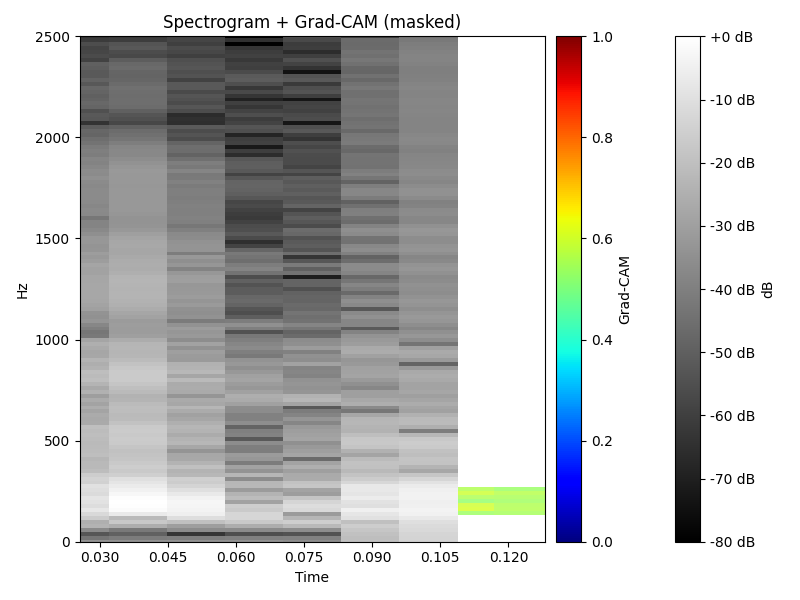 Spectrogram + Grad-CAM (masked)
2500
2000
1500
1000
500
0
Hz
0.030
0.045
0.060
0.075
0.090
0.105
0.120
Time
1.0
0.8
0.6
0.4
0.2
0.0
Grad-CAM
+0 dB
-10 dB
-20 dB
-30 dB
-40 dB
-50 dB
-60 dB
-70 dB
-80 dB
dB